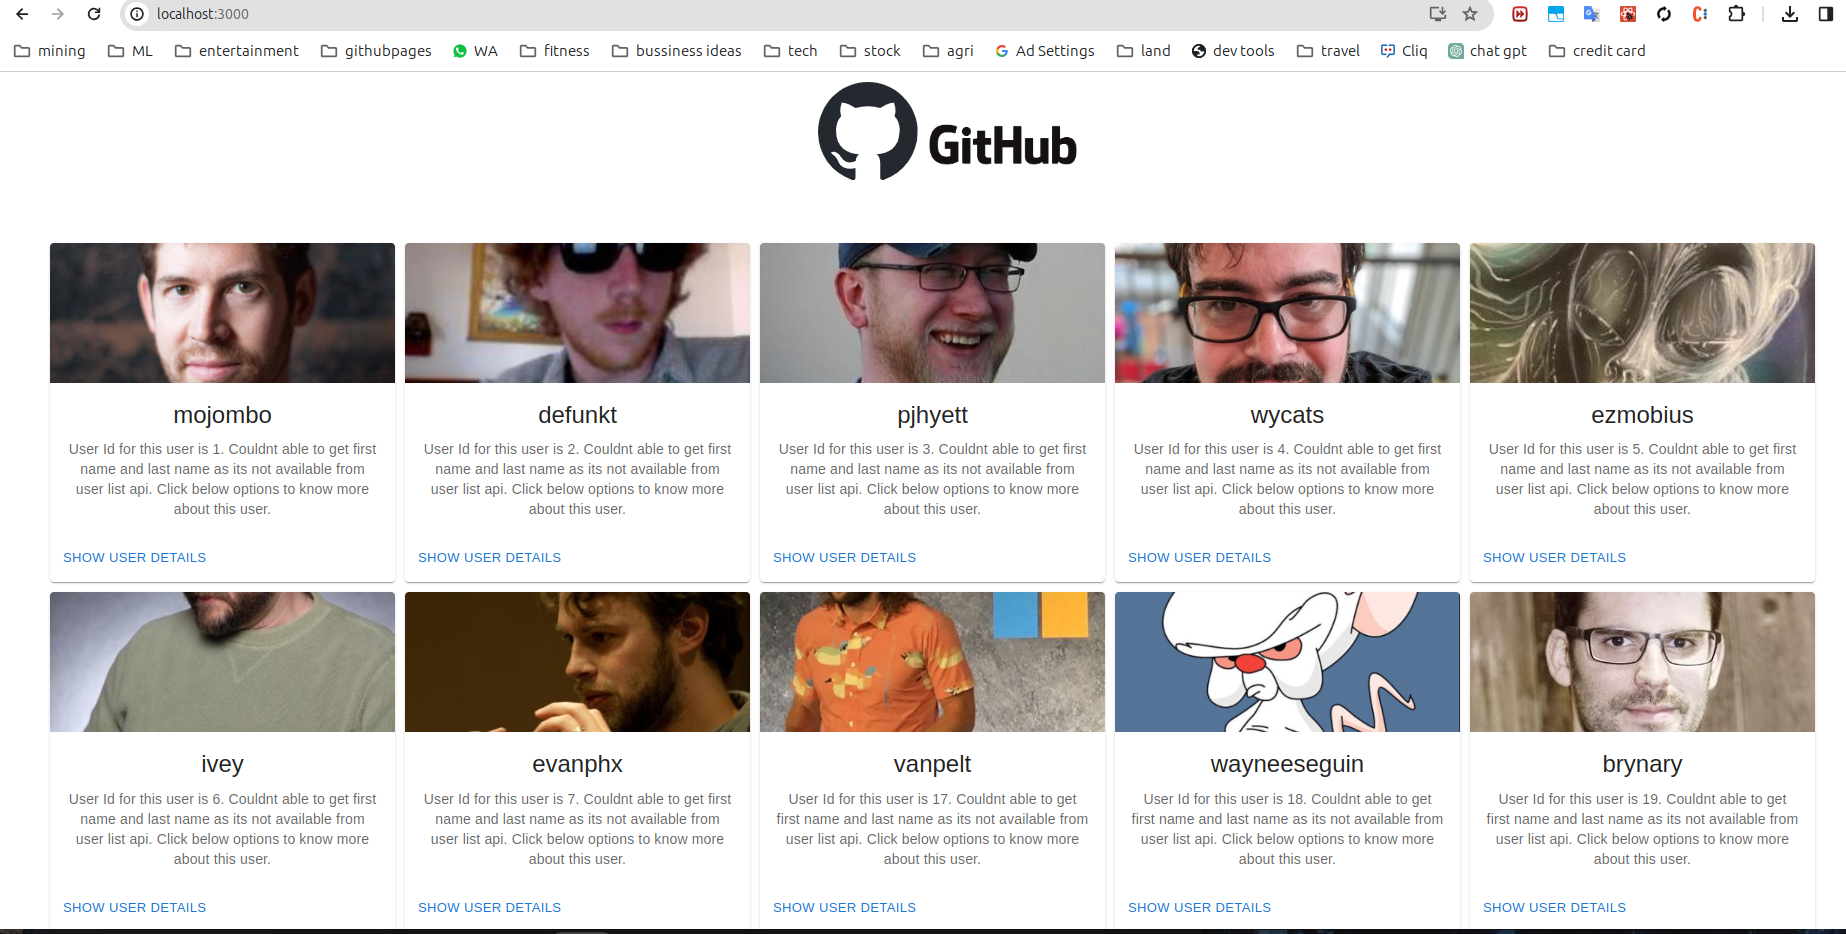 localhost:3000
mining ML entertainment githubpages WA fitness bussiness ideas tech stock agri Ad Settings land dev tools travel Cliq chat gpt credit card
GitHub
mojombo
User Id for this user is 1. Couldnt able to get first
name and last name as its not available from
user list api. Click below options to know more
about this user.
SHOW USER DETAILS
defunkt
User Id for this user is 2. Couldnt able to get first
name and last name as its not available from
user list api. Click below options to know more
about this user.
SHOW USER DETAILS
pjhyett
User Id for this user is 3. Couldnt able to get first
name and last name as its not available from
user list api. Click below options to know more
about this user.
SHOW USER DETAILS
wycats
User Id for this user is 4. Couldnt able to get first
name and last name as its not available from
user list api. Click below options to know more
about this user.
SHOW USER DETAILS
ezmobius
User Id for this user is 5. Couldnt able to get first
name and last name as its not available from
user list api. Click below options to know more
about this user.
SHOW USER DETAILS
ivey
User Id for this user is 6. Couldnt able to get first
name and last name as its not available from
user list api. Click below options to know more
about this user.
SHOW USER DETAILS
evanphx
User Id for this user is 7. Couldnt able to get first
name and last name as its not available from
user list api. Click below options to know more
about this user.
SHOW USER DETAILS
vanpelt
User Id for this user is 17. Couldnt able to get
first name and last name as its not available from
user list api. Click below options to know more
about this user.
SHOW USER DETAILS
wayneeseguin
User Id for this user is 18. Couldnt able to get
first name and last name as its not available from
user list api. Click below options to know more
about this user.
SHOW USER DETAILS
brynary
User Id for this user is 19. Couldnt able to get
first name and last name as its not available from
user list api. Click below options to know more
about this user.
SHOW USER DETAILS